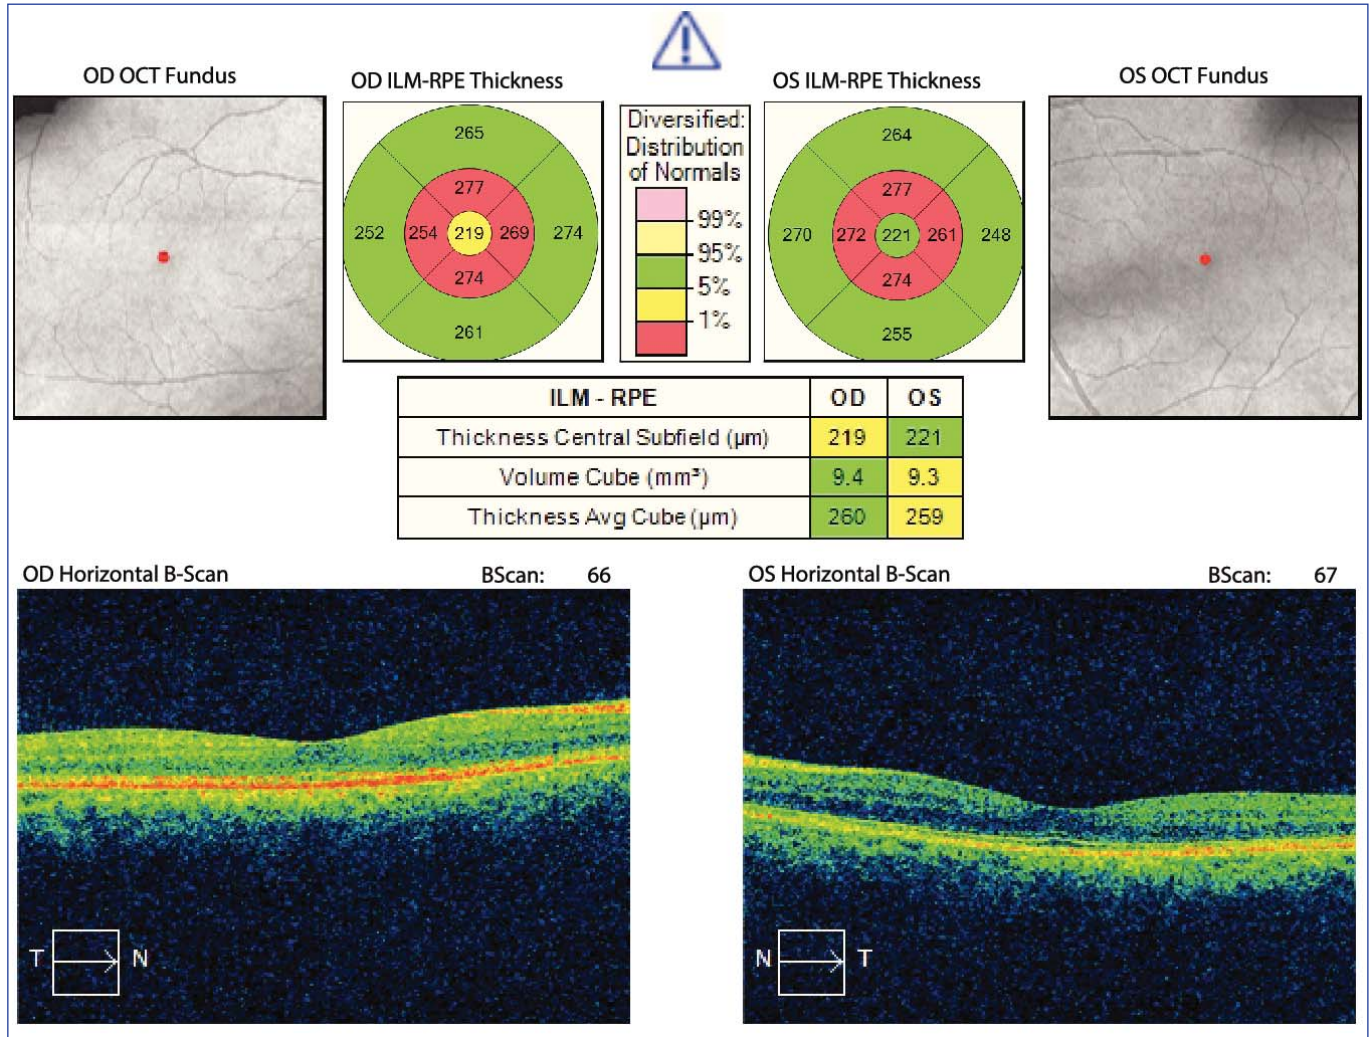 OD OCT Fundus
OD ILM-RPE Thickness
OS ILM-RPE Thickness
OS OCT Fundus
265
277
252 254 219 269 274
274
261
Diversified:
Distribution
of Normals
99%
95%
5%
1%
264
277
270 272 221 261 248
274
255
ILM - RPE OD OS
Thickness Central Subfield (µm) 219 221
Volume Cube (mm³) 9.4 9.3
Thickness Avg Cube (µm) 260 259
OD Horizontal B-Scan BScan: 66
OS Horizontal B-Scan BScan: 67
T N
N T